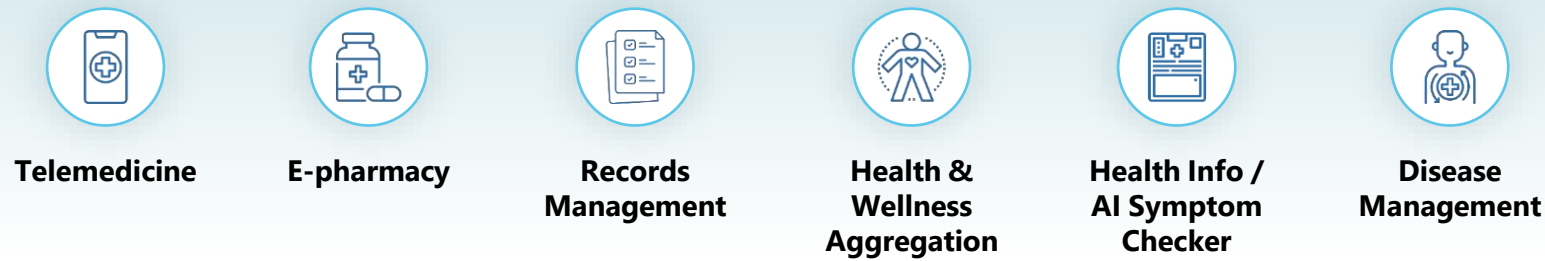 Telemedicine
E-pharmacy
Records
Management
Health &
Wellness
Aggregation
Health Info /
AI Symptom
Checker
Disease
Management